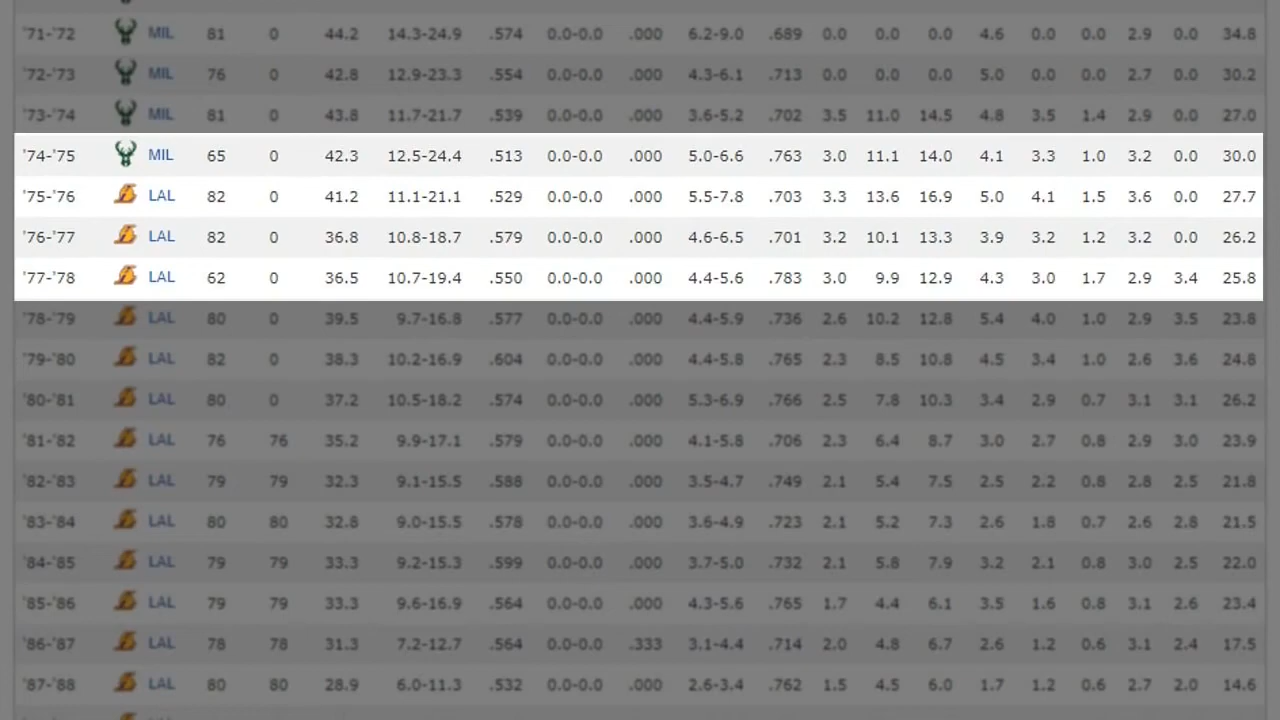 '71-'72 MIL 81 0 44.2 14.3-24.9 .574 0.0-0.0 .000 6.2-9.0 .689 0.0 0.0 0.0 4.6 0.0 0.0 2.9 0.0 34.8
'72-'73 MIL 76 0 42.8 12.9-23.3 .554 0.0-0.0 .000 4.3-6.1 .713 0.0 0.0 0.0 5.0 0.0 0.0 2.7 0.0 30.2
'73-'74 MIL 81 0 43.8 11.7-21.7 .539 0.0-0.0 .000 3.6-5.2 .702 3.5 11.0 14.5 4.8 3.5 1.4 2.9 0.0 27.0
'74-'75 MIL 65 0 42.3 12.5-24.4 .513 0.0-0.0 .000 5.0-6.6 .763 3.0 11.1 14.0 4.1 3.3 1.0 3.2 0.0 30.0
'75-'76 LAL 82 0 41.2 11.1-21.1 .529 0.0-0.0 .000 5.5-7.8 .703 3.3 13.6 16.9 5.0 4.1 1.5 3.6 0.0 27.7
'76-'77 LAL 82 0 36.8 10.8-18.7 .579 0.0-0.0 .000 4.6-6.5 .701 3.2 10.1 13.3 3.9 3.2 1.2 3.2 0.0 26.2
'77-'78 LAL 62 0 36.5 10.7-19.4 .550 0.0-0.0 .000 4.4-5.6 .783 3.0 9.9 12.9 4.3 3.0 1.7 2.9 3.4 25.8
'78-'79 LAL 80 0 39.5 9.7-16.8 .577 0.0-0.0 .000 4.4-5.9 .736 2.6 10.2 12.8 5.4 4.0 1.0 2.9 3.5 23.8
'79-'80 LAL 82 0 38.3 10.2-16.9 .604 0.0-0.0 .000 4.4-5.8 .765 2.3 8.5 10.8 4.5 3.4 1.0 2.6 3.6 24.8
'80-'81 LAL 80 0 37.2 10.5-18.2 .574 0.0-0.0 .000 5.3-6.9 .766 2.5 7.8 10.3 3.4 2.9 0.7 3.1 3.1 26.2
'81-'82 LAL 76 76 35.2 9.9-17.1 .579 0.0-0.0 .000 4.1-5.8 .706 2.3 6.4 8.7 3.0 2.7 0.8 2.9 3.0 23.9
'82-'83 LAL 79 79 32.3 9.1-15.5 .588 0.0-0.0 .000 3.5-4.7 .749 2.1 5.4 7.5 2.5 2.2 0.8 2.8 2.5 21.8
'83-'84 LAL 80 80 32.8 9.0-15.5 .578 0.0-0.0 .000 3.6-4.9 .723 2.1 5.2 7.3 2.6 1.8 0.7 2.6 2.8 21.5
'84-'85 LAL 79 79 33.3 9.2-15.3 .599 0.0-0.0 .000 3.7-5.0 .732 2.1 5.8 7.9 3.2 2.1 0.8 3.0 2.5 22.0
'85-'86 LAL 79 79 33.3 9.6-16.9 .564 0.0-0.0 .000 4.3-5.6 .765 1.7 4.4 6.1 3.5 1.6 0.8 3.1 2.6 23.4
'86-'87 LAL 78 78 31.3 7.2-12.7 .564 0.0-0.0 .333 3.1-4.4 .714 2.0 4.8 6.7 2.6 1.2 0.6 3.1 2.4 17.5
'87-'88 LAL 80 80 28.9 6.0-11.3 .532 0.0-0.0 .000 2.6-3.4 .762 1.5 4.5 6.0 1.7 1.2 0.6 2.7 2.0 14.6